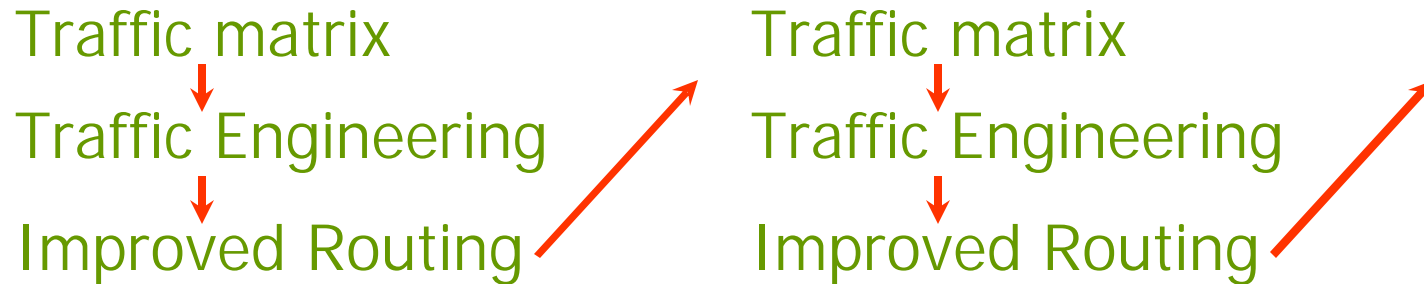 Traffic matrix
Traffic Engineering
Improved Routing
Traffic matrix
Traffic Engineering
Improved Routing